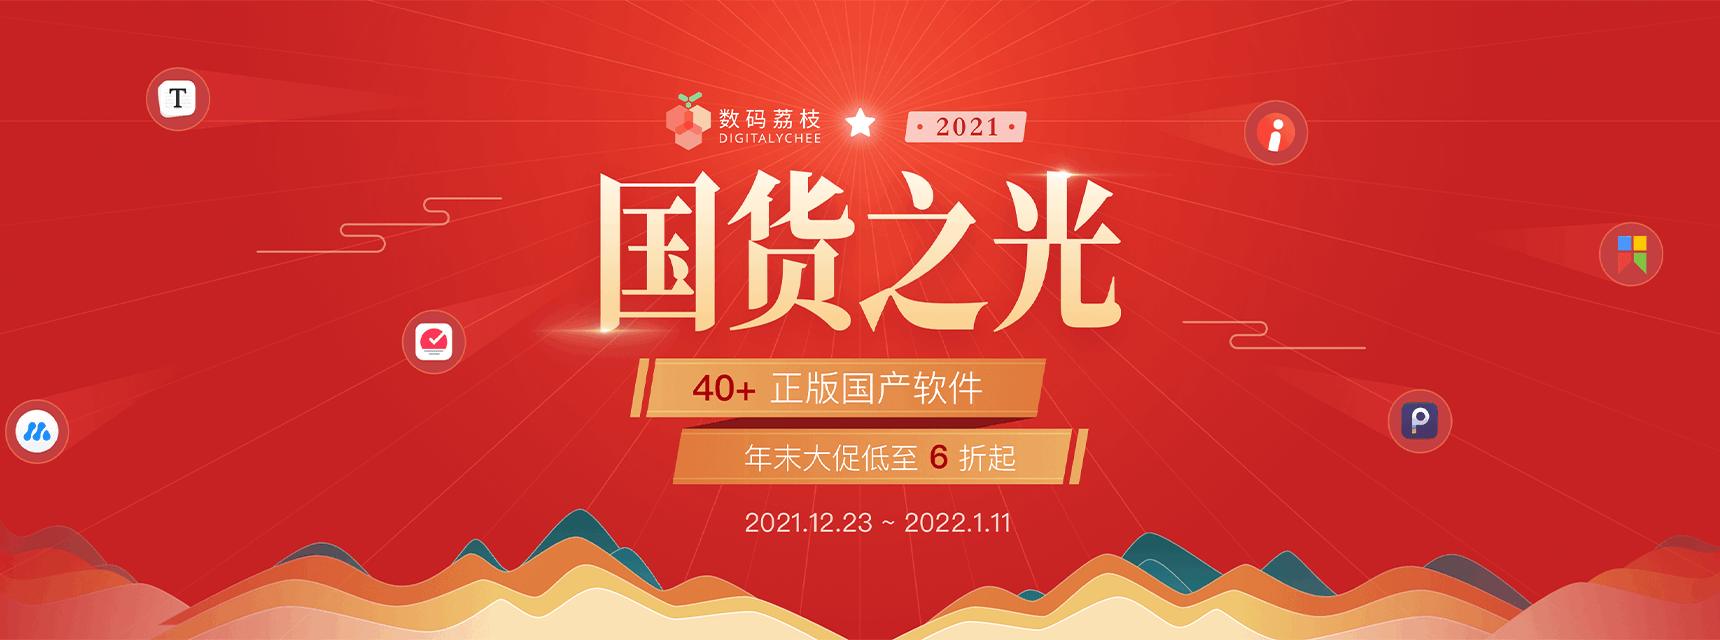 T
数码荔枝
DIGITALYCHEE
2021
国货之光
40+ 正版国产软件
年末大促低至 6 折起
2021.12.23 ~ 2022.1.11